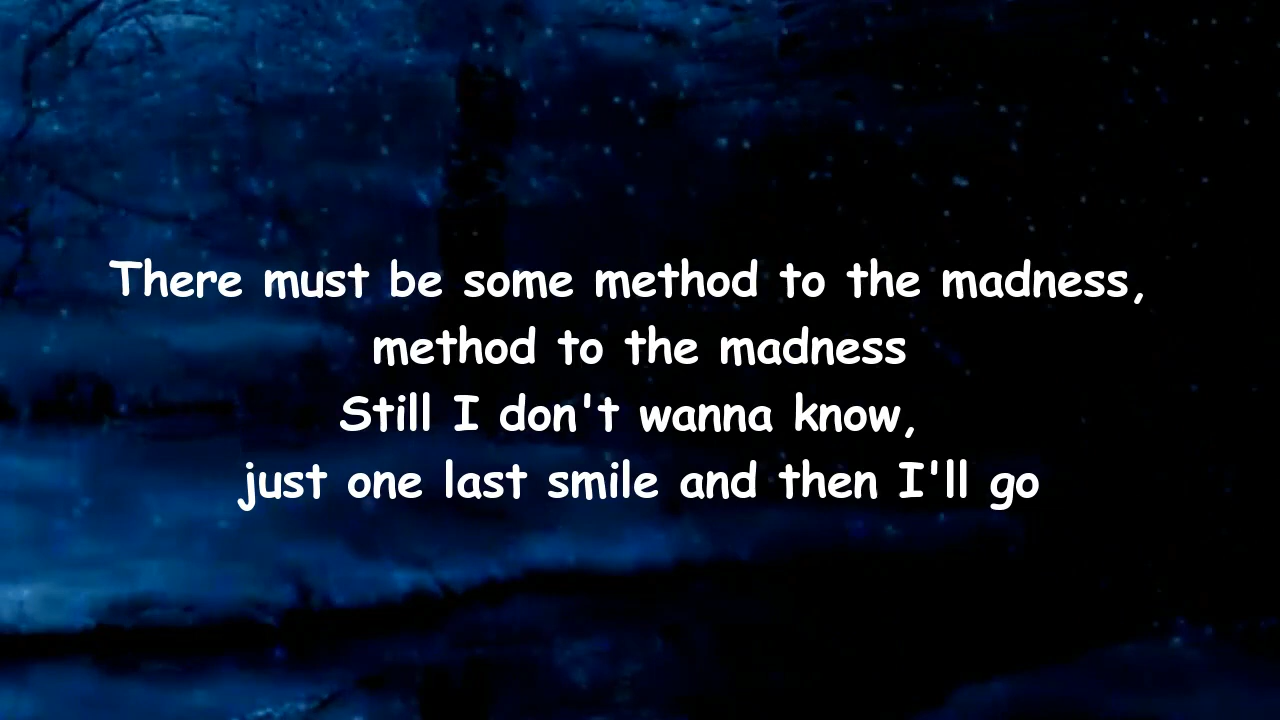 There must be some method to the madness,
method to the madness
Still I don't wanna know,
just one last smile and then I'll go